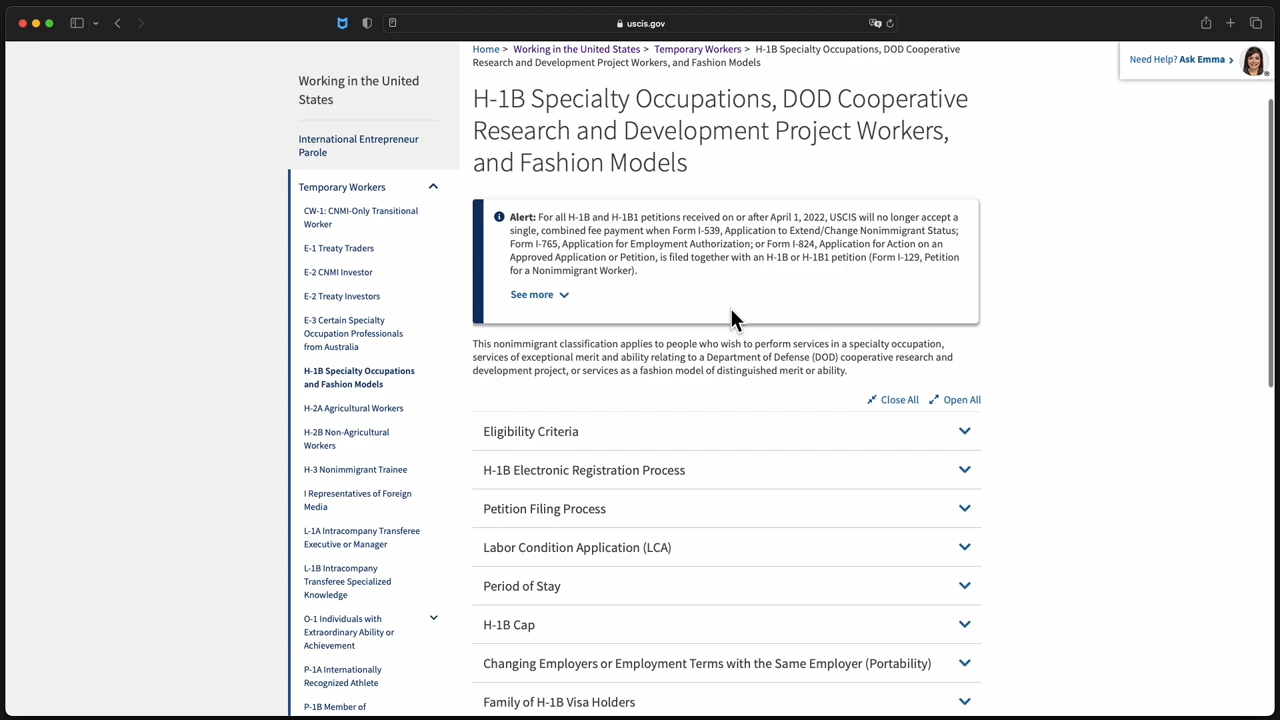 uscis.gov
Home > Working in the United States > Temporary Workers > H-1B Specialty Occupations, DOD Cooperative
Research and Development Project Workers, and Fashion Models
Need Help? Ask Emma
Working in the United
States
International Entrepreneur
Parole
Temporary Workers
CW-1: CNMI-Only Transitional
Worker
E-1 Treaty Traders
E-2 CNMI Investor
E-2 Treaty Investors
E-3 Certain Specialty
Occupation Professionals
from Australia
H-1B Specialty Occupations
and Fashion Models
H-2A Agricultural Workers
H-2B Non-Agricultural
Workers
H-3 Nonimmigrant Trainee
I Representatives of Foreign
Media
L-1A Intracompany Transferee
Executive or Manager
L-1B Intracompany
Transferee Specialized
Knowledge
O-1 Individuals with
Extraordinary Ability or
Achievement
P-1A Internationally
Recognized Athlete
P-1B Member of
H-1B Specialty Occupations, DOD Cooperative
Research and Development Project Workers,
and Fashion Models
Alert: For all H-1B and H-1B1 petitions received on or after April 1, 2022, USCIS will no longer accept a
single, combined fee payment when Form I-539, Application to Extend/Change Nonimmigrant Status;
Form I-765, Application for Employment Authorization; or Form I-824, Application for Action on an
Approved Application or Petition, is filed together with an H-1B or H-1B1 petition (Form I-129, Petition
for a Nonimmigrant Worker).
See more
This nonimmigrant classification applies to people who wish to perform services in a specialty occupation,
services of exceptional merit and ability relating to a Department of Defense (DOD) cooperative research and
development project, or services as a fashion model of distinguished merit or ability.
Close All Open All
Eligibility Criteria
H-1B Electronic Registration Process
Petition Filing Process
Labor Condition Application (LCA)
Period of Stay
H-1B Cap
Changing Employers or Employment Terms with the Same Employer (Portability)
Family of H-1B Visa Holders